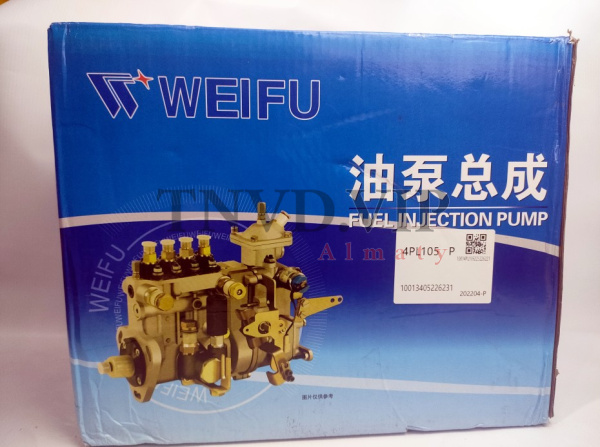 WEIFU
油泵总成
FUEL INJECTION PUMP
TNVD.VIP
Almaty
4PL105 P
10013405226231
202204-P
WEIFU
图片仅供参考